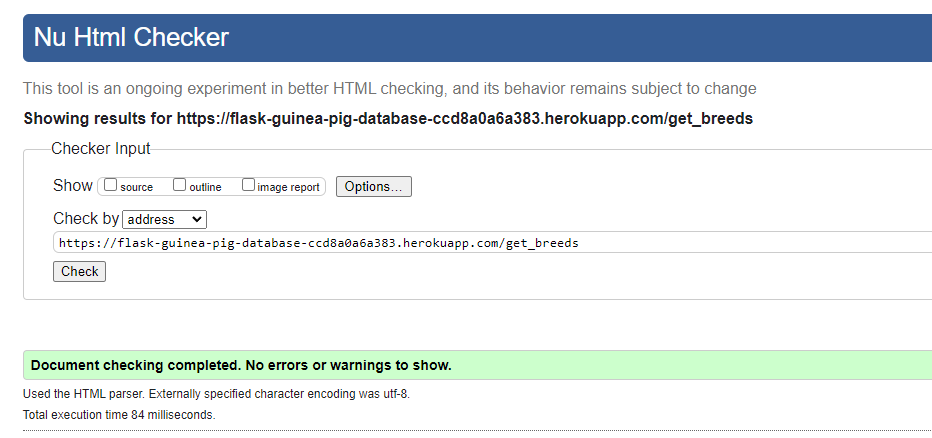 Nu Html Checker
This tool is an ongoing experiment in better HTML checking, and its behavior remains subject to change
Showing results for https://flask-guinea-pig-database-ccd8a0a6a383.herokuapp.com/get_breeds
Checker Input
Show source outline image report Options...
Check by address
https://flask-guinea-pig-database-ccd8a0a6a383.herokuapp.com/get_breeds
Check
Document checking completed. No errors or warnings to show.
Used the HTML parser. Externally specified character encoding was utf-8.
Total execution time 84 milliseconds.